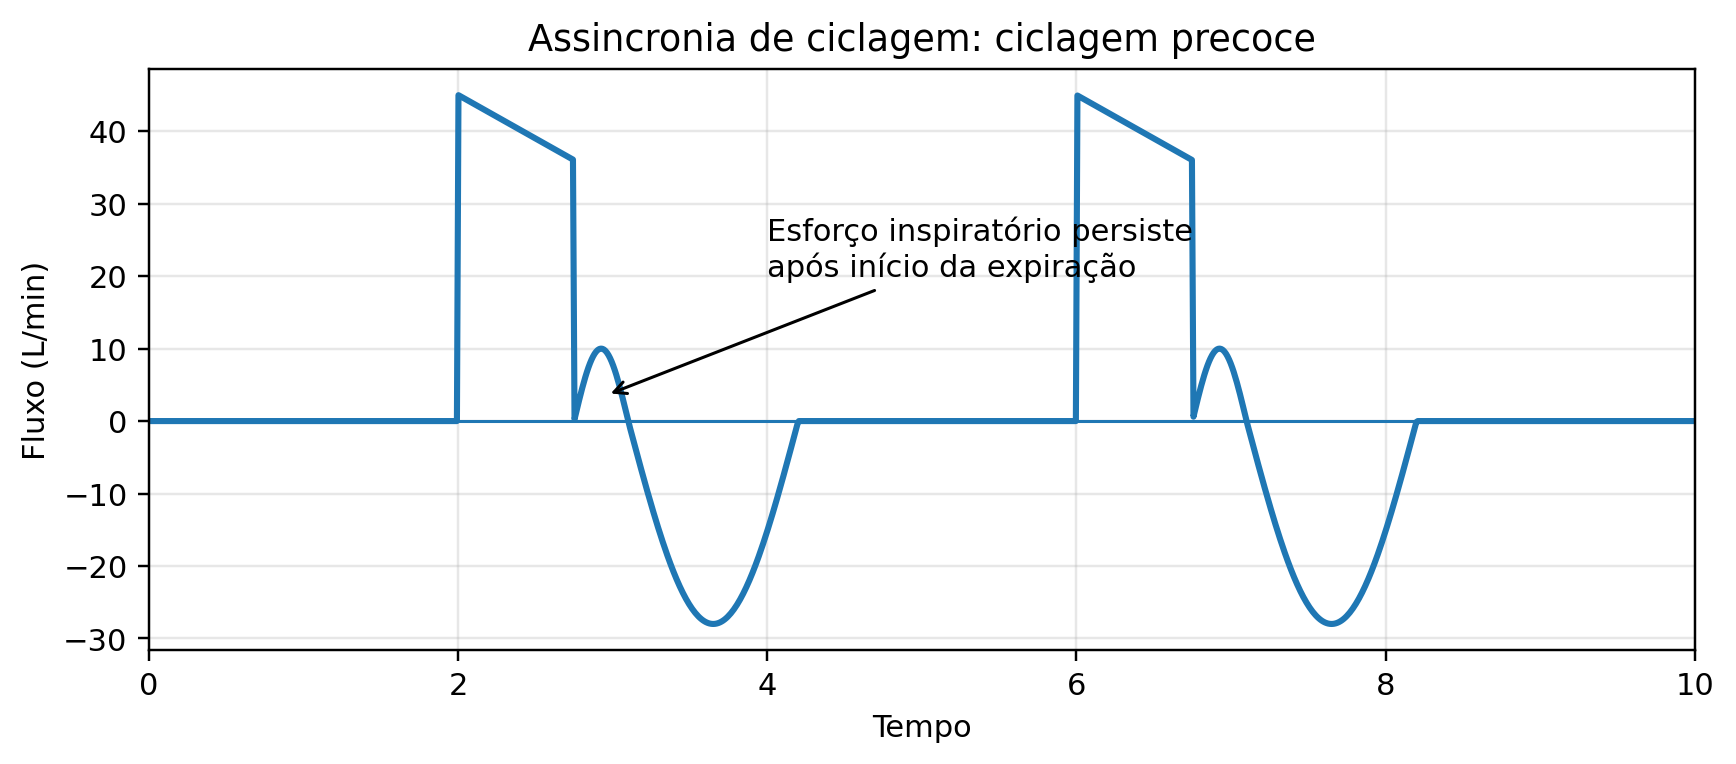 Assincronia de ciclagem: ciclagem precoce
Fluxo (L/min)
40
30
20
10
0
−10
−20
−30
Esforço inspiratório persiste
após início da expiração
0 2 4 6 8 10
Tempo